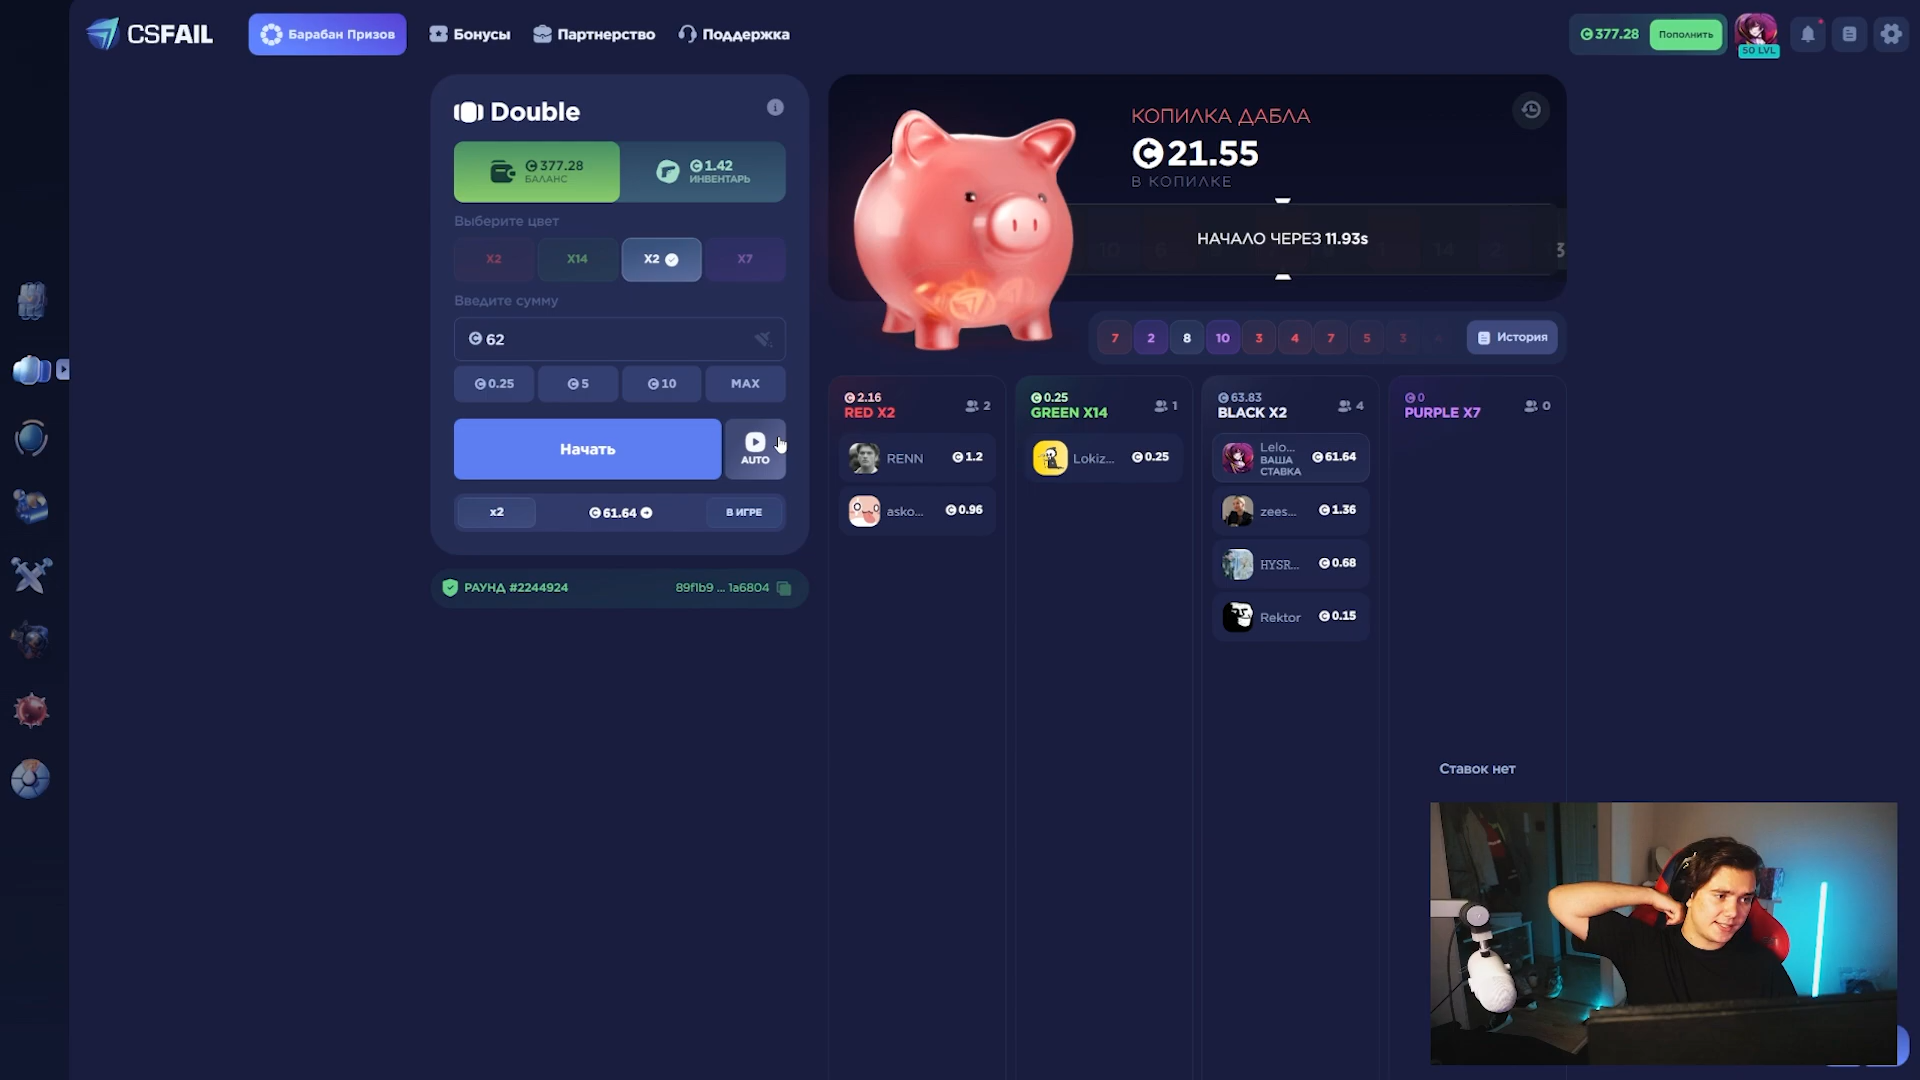 CSFAIL
Барабан Призов
Бонусы
Партнерство
Поддержка
377.28
Пополнить
50 LVL
Double
377.28
БАЛАНС
1.42
ИНВЕНТАРЬ
Выберите цвет
X2
X14
X2
X7
Введите сумму
62
0.25
5
10
MAX
Начать
AUTO
x2
61.64
В ИГРЕ
РАУНД #2244924
89f1b9 ... 1a6804
КОПИЛКА ДАБЛА
21.55
В КОПИЛКЕ
НАЧАЛО ЧЕРЕЗ 11.93s
10
14
2
3
7
2
8
10
3
4
7
5
3
История
2.16
RED X2
2
RENN
1.2
asko...
0.96
0.25
GREEN X14
1
Lokiz...
0.25
63.83
BLACK X2
4
Lelo...
ВАША
СТАВКА
61.64
zees...
1.36
HYSR...
0.68
Rektor
0.15
0
PURPLE X7
0
Ставок нет